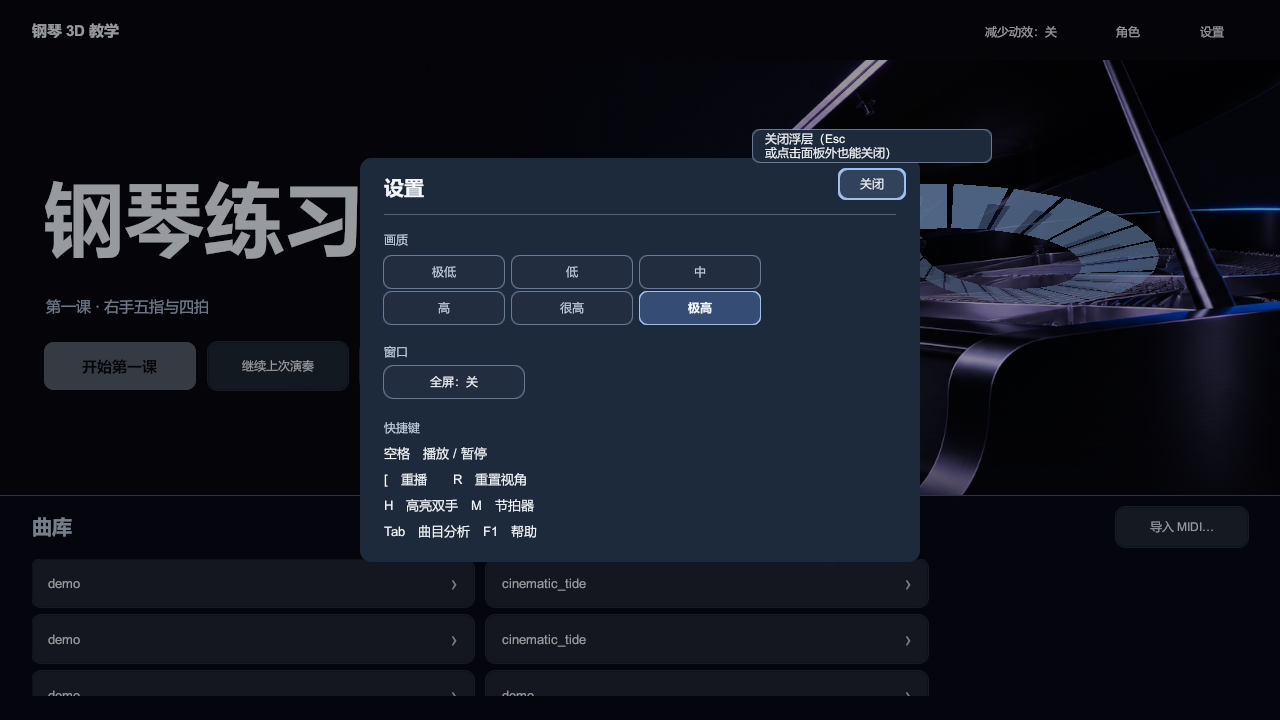 钢琴 3D 教学
减少动效：关
角色
设置
关闭浮层（Esc
或点击面板外也能关闭）
设置
关闭
钢琴练习
画质
极低
低
中
高
很高
极高
第一课 · 右手五指与四拍
开始第一课
继续上次演奏
窗口
全屏：关
快捷键
空格 播放 / 暂停
[ 重播 R 重置视角
H 高亮双手 M 节拍器
Tab 曲目分析 F1 帮助
曲库
导入 MIDI...
demo ›
cinematic_tide ›
demo ›
cinematic_tide ›
demo
demo